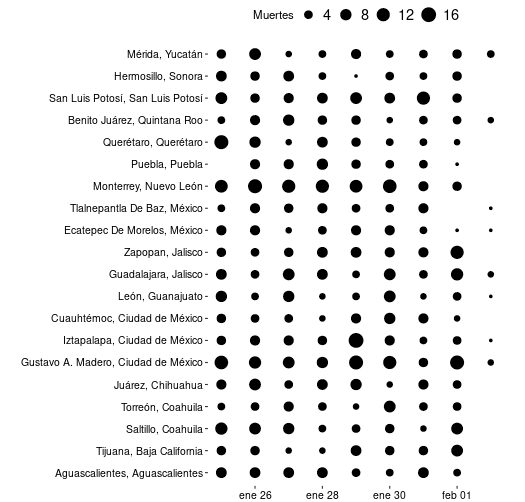 Muertes 4 8 12 16
Mérida, Yucatán
Hermosillo, Sonora
San Luis Potosí, San Luis Potosí
Benito Juárez, Quintana Roo
Querétaro, Querétaro
Puebla, Puebla
Monterrey, Nuevo León
Tlalnepantla De Baz, México
Ecatepec De Morelos, México
Zapopan, Jalisco
Guadalajara, Jalisco
León, Guanajuato
Cuauhtémoc, Ciudad de México
Iztapalapa, Ciudad de México
Gustavo A. Madero, Ciudad de México
Juárez, Chihuahua
Torreón, Coahuila
Saltillo, Coahuila
Tijuana, Baja California
Aguascalientes, Aguascalientes
ene 26 ene 28 ene 30 feb 01